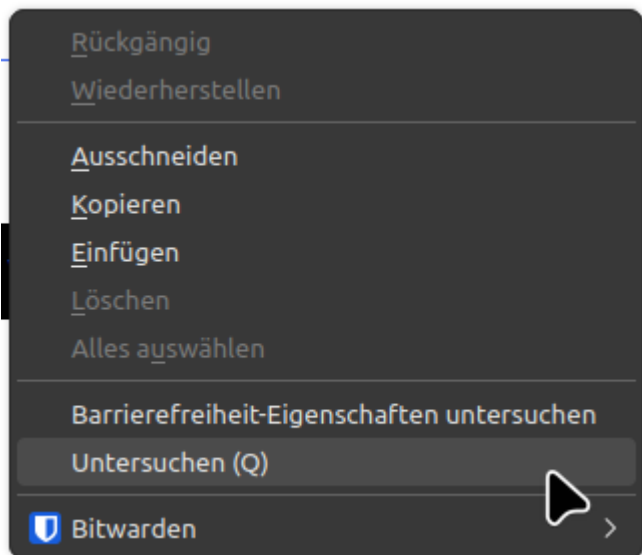 Rückgängig
Wiederherstellen
Ausschneiden
Kopieren
Einfügen
Löschen
Alles auswählen
Barrierefreiheit-Eigenschaften untersuchen
Untersuchen (Q)
Bitwarden